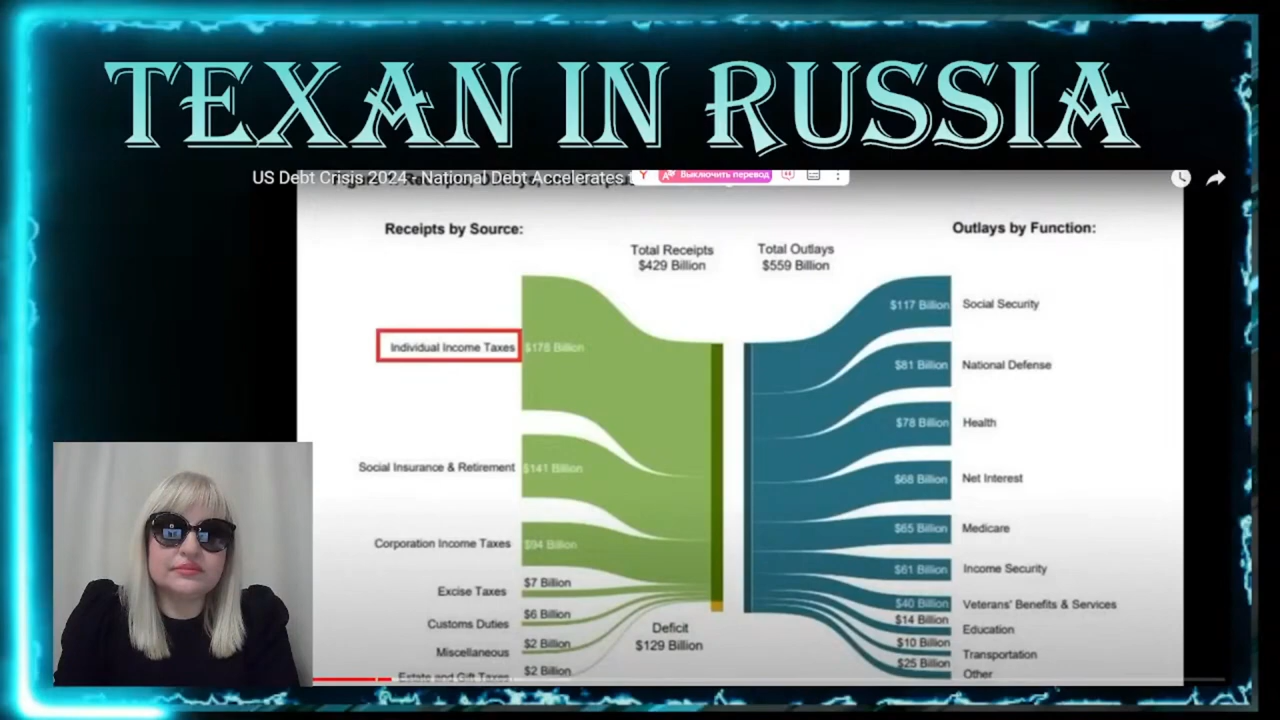 TEXAN IN RUSSIA
US Debt Crisis 2024 - National Debt Accelerates
Выключить перевод
Receipts by Source:
Outlays by Function:
Total Receipts
$429 Billion
Total Outlays
$559 Billion
Individual Income Taxes
$178 Billion
Social Insurance & Retirement
$141 Billion
Corporation Income Taxes
$94 Billion
Excise Taxes
$7 Billion
Customs Duties
$6 Billion
Miscellaneous
$2 Billion
Estate and Gift Taxes
$2 Billion
Deficit
$129 Billion
$117 Billion
Social Security
$81 Billion
National Defense
$78 Billion
Health
$68 Billion
Net Interest
$65 Billion
Medicare
$61 Billion
Income Security
$40 Billion
Veterans' Benefits & Services
$14 Billion
Education
$10 Billion
Transportation
$25 Billion
Other